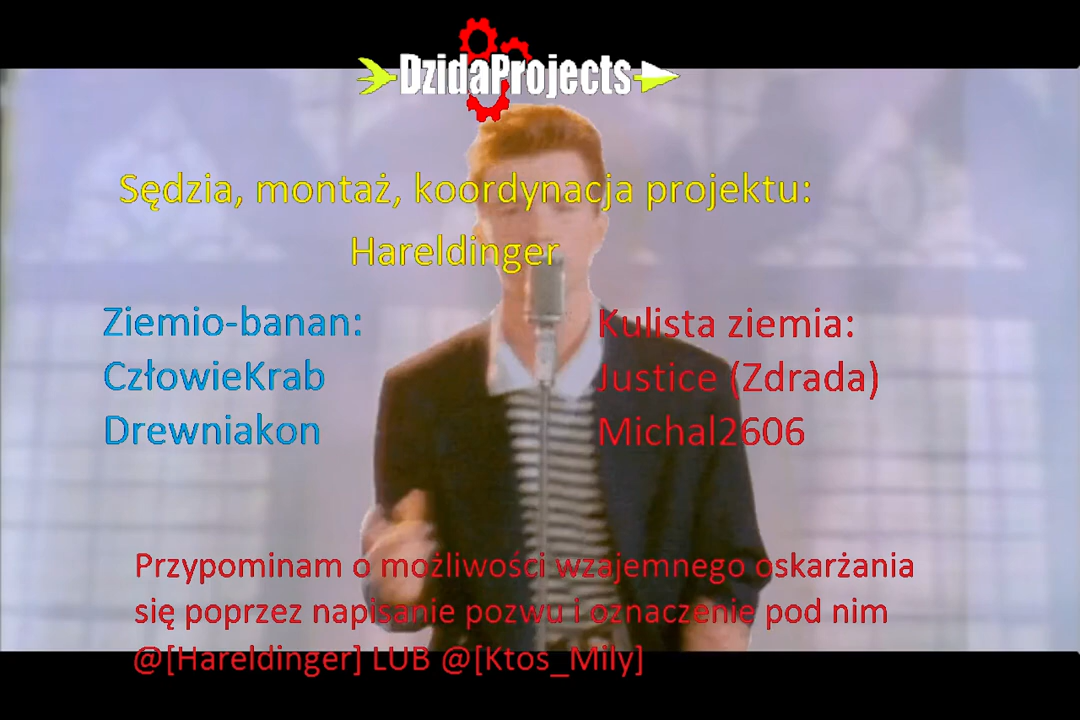 DzidaProjects
Sędzia, montaż, koordynacja projektu:
Hareldinger
Ziemio-banan:
CzłowieKrab
Drewniakon
Kulista ziemia:
Justice (Zdrada)
Michal2606
Przypominam o możliwości wzajemnego oskarżania
się poprzez napisanie pozwu i oznaczenie pod nim
@[Hareldinger] LUB @[Ktos_Mily]